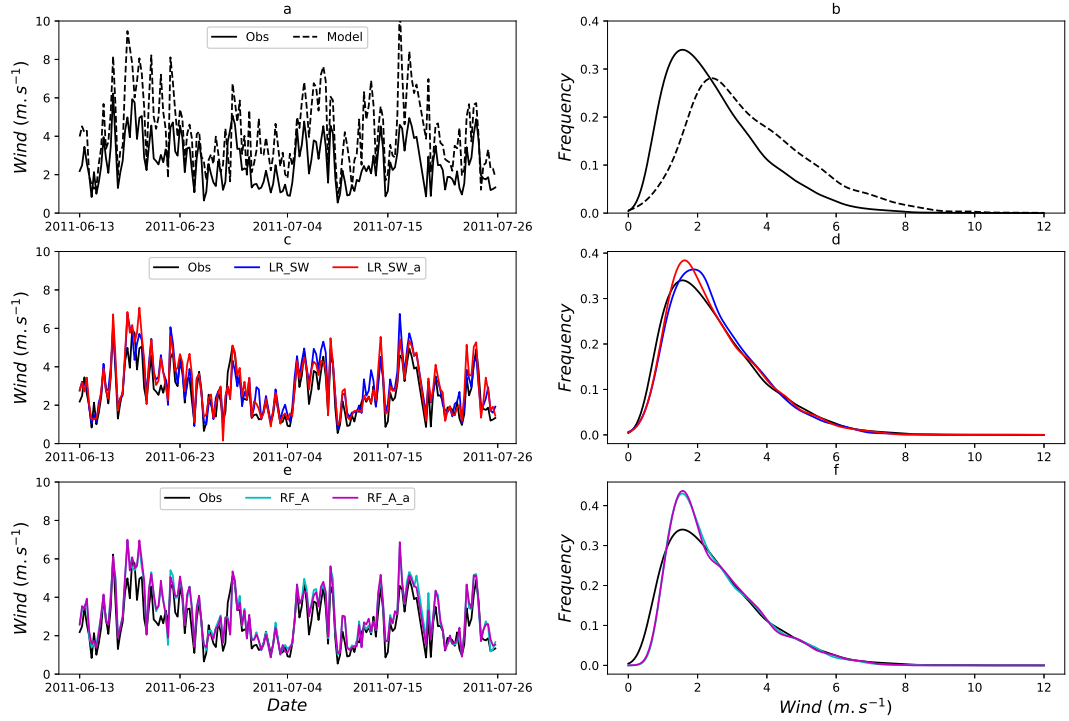 a
Wind (m.s⁻¹)
10
8
6
4
2
0
Obs Model
2011-06-13 2011-06-23 2011-07-04 2011-07-15 2011-07-26
b
Frequency
0.4
0.3
0.2
0.1
0.0
0 2 4 6 8 10 12
c
Wind (m.s⁻¹)
10
8
6
4
2
0
Obs LR_SW LR_SW_a
2011-06-13 2011-06-23 2011-07-04 2011-07-15 2011-07-26
d
Frequency
0.4
0.3
0.2
0.1
0.0
0 2 4 6 8 10 12
e
Wind (m.s⁻¹)
10
8
6
4
2
0
Obs RF_A RF_A_a
2011-06-13 2011-06-23 2011-07-04 2011-07-15 2011-07-26
Date
f
Frequency
0.4
0.3
0.2
0.1
0.0
0 2 4 6 8 10 12
Wind (m.s⁻¹)